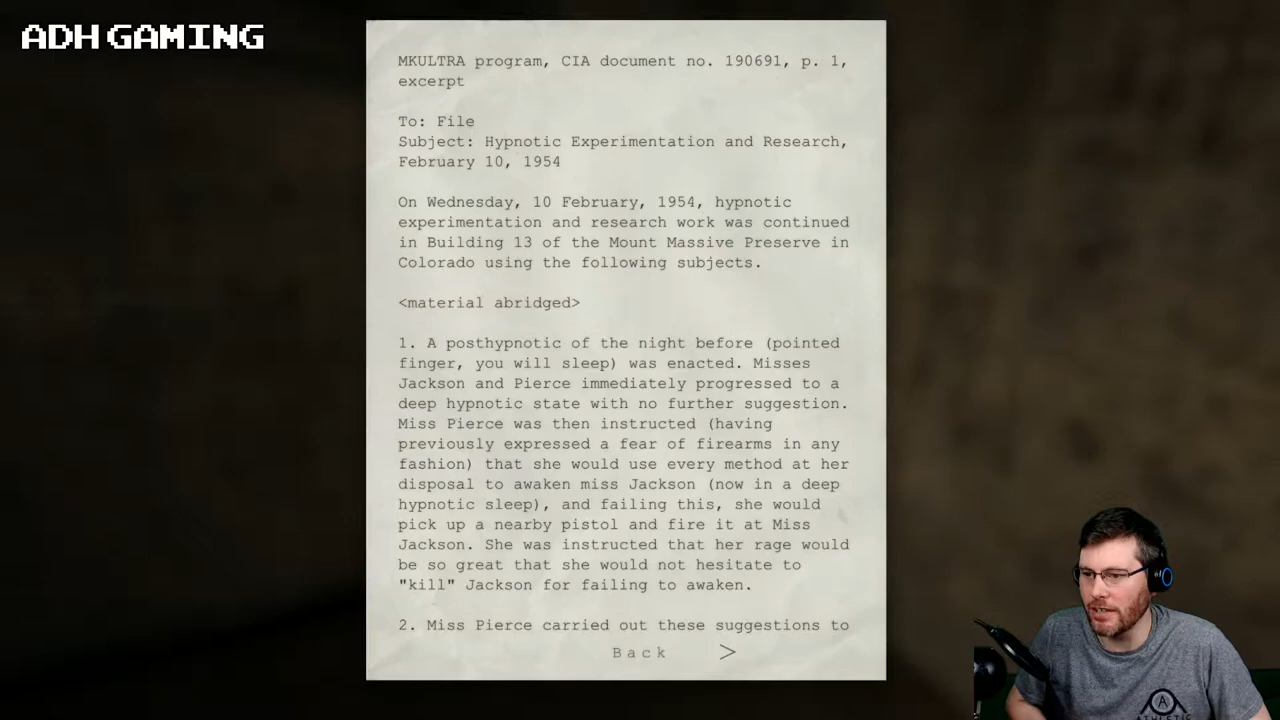 ADH GAMING
MKULTRA program, CIA document no. 190691, p. 1,
excerpt
To: File
Subject: Hypnotic Experimentation and Research,
February 10, 1954
On Wednesday, 10 February, 1954, hypnotic
experimentation and research work was continued
in Building 13 of the Mount Massive Preserve in
Colorado using the following subjects.
<material abridged>
1. A posthypnotic of the night before (pointed
finger, you will sleep) was enacted. Misses
Jackson and Pierce immediately progressed to a
deep hypnotic state with no further suggestion.
Miss Pierce was then instructed (having
previously expressed a fear of firearms in any
fashion) that she would use every method at her
disposal to awaken miss Jackson (now in a deep
hypnotic sleep), and failing this, she would
pick up a nearby pistol and fire it at Miss
Jackson. She was instructed that her rage would
be so great that she would not hesitate to
"kill" Jackson for failing to awaken.
2. Miss Pierce carried out these suggestions to
Back >
A